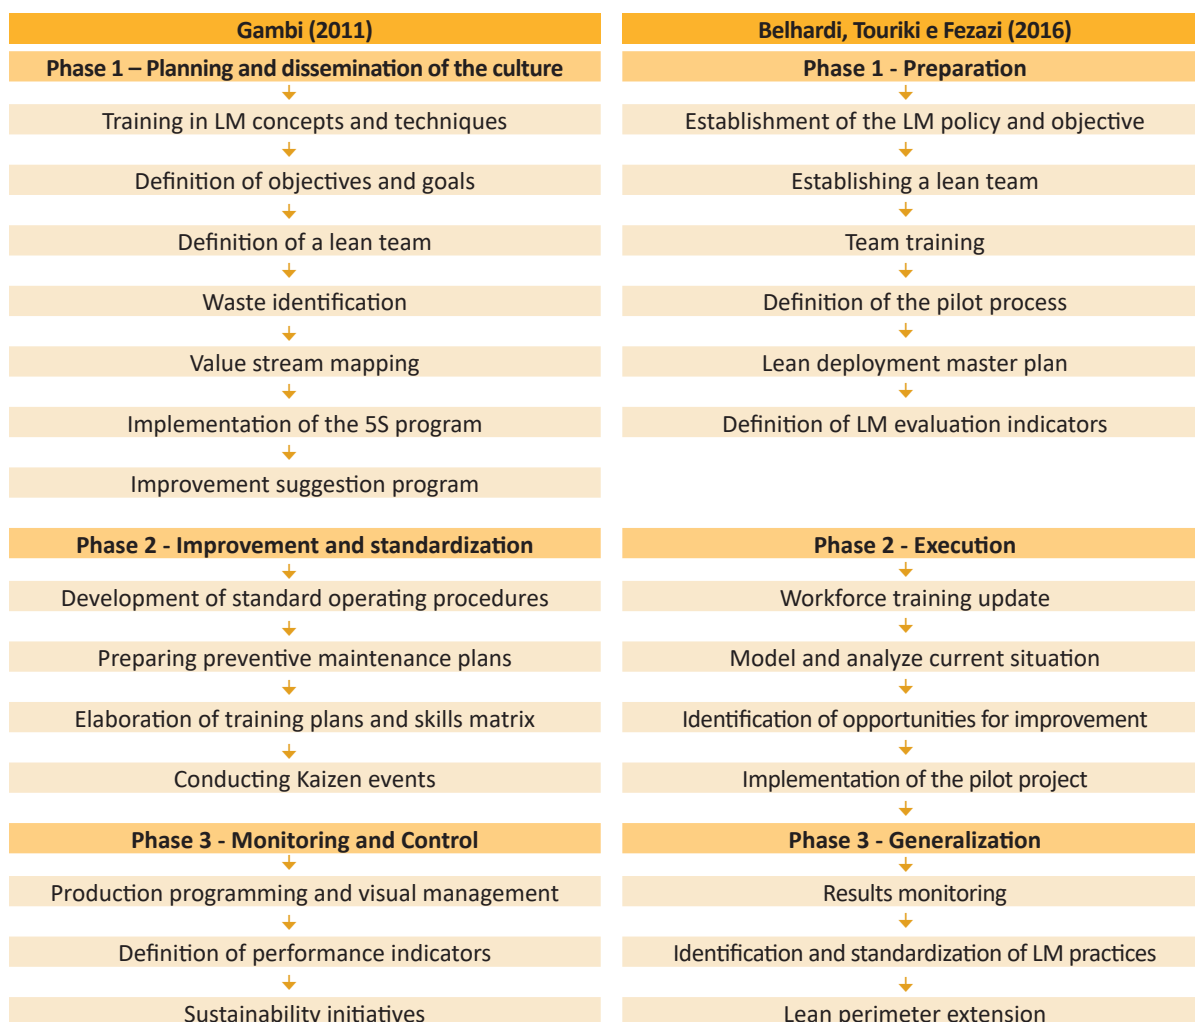 Gambi (2011)
Phase 1 – Planning and dissemination of the culture
Training in LM concepts and techniques
Definition of objectives and goals
Definition of a lean team
Waste identification
Value stream mapping
Implementation of the 5S program
Improvement suggestion program
Phase 2 - Improvement and standardization
Development of standard operating procedures
Preparing preventive maintenance plans
Elaboration of training plans and skills matrix
Conducting Kaizen events
Phase 3 - Monitoring and Control
Production programming and visual management
Definition of performance indicators
Sustainability initiatives
Belhardi, Touriki e Fezazi (2016)
Phase 1 - Preparation
Establishment of the LM policy and objective
Establishing a lean team
Team training
Definition of the pilot process
Lean deployment master plan
Definition of LM evaluation indicators
Phase 2 - Execution
Workforce training update
Model and analyze current situation
Identification of opportunities for improvement
Implementation of the pilot project
Phase 3 - Generalization
Results monitoring
Identification and standardization of LM practices
Lean perimeter extension